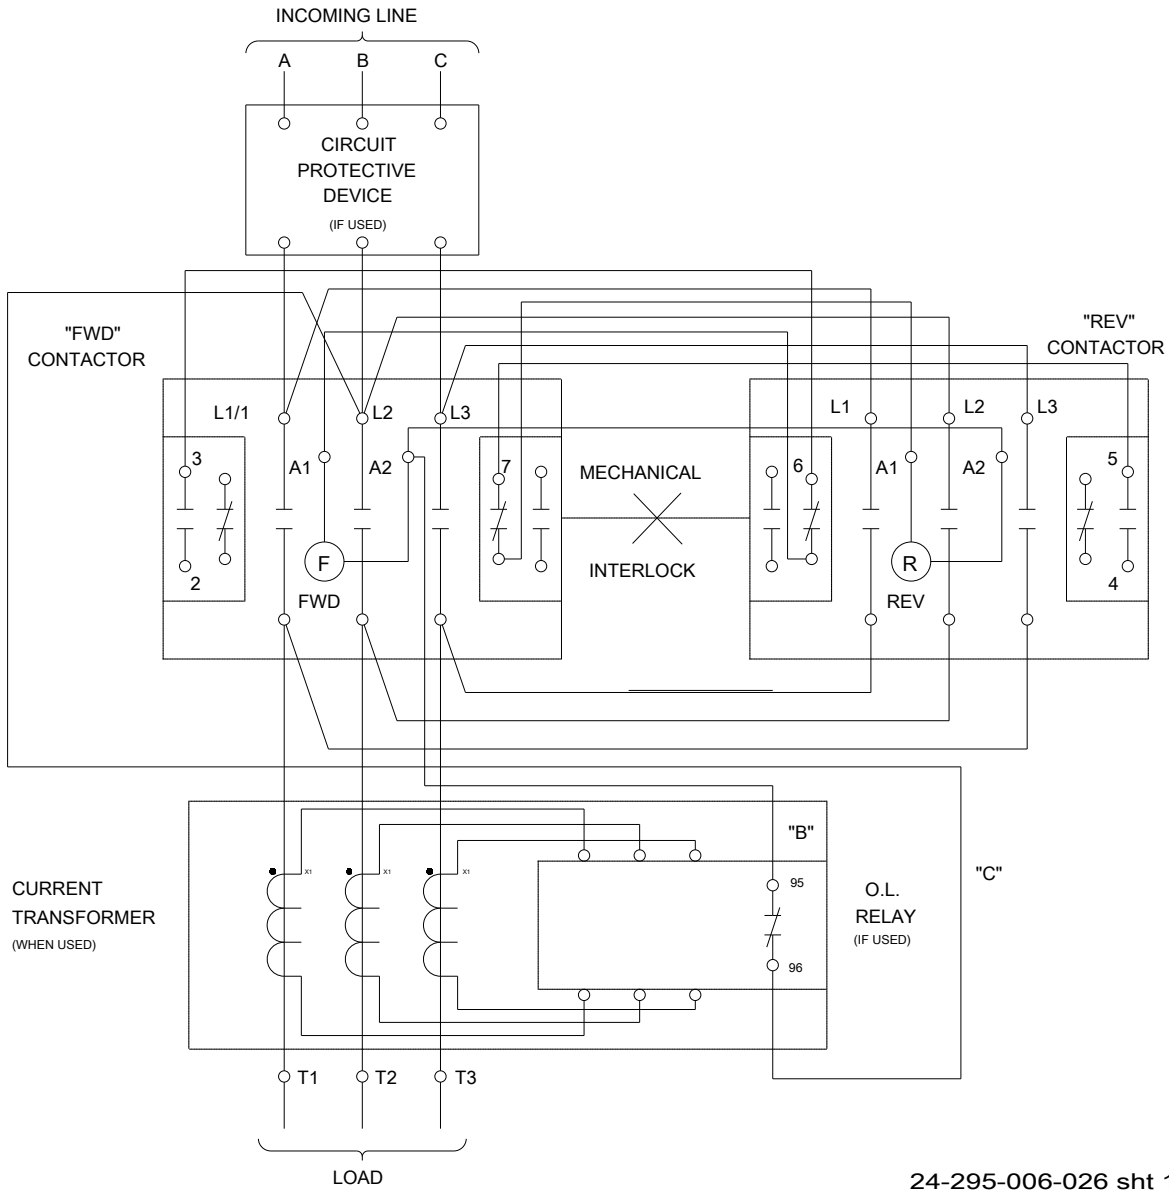 INCOMING LINE
A B C
CIRCUIT
PROTECTIVE
DEVICE
(IF USED)
"FWD"
CONTACTOR
"REV"
CONTACTOR
L1/1 L2 L3
L1 L2 L3
3 A1 A2 7
MECHANICAL
6 A1 A2 5
F
INTERLOCK
R
2 FWD
REV 4
"B"
X1 X1 X1
95
96
CURRENT
TRANSFORMER
(WHEN USED)
O.L.
RELAY
(IF USED)
"C"
T1 T2 T3
LOAD
24-295-006-026 sht